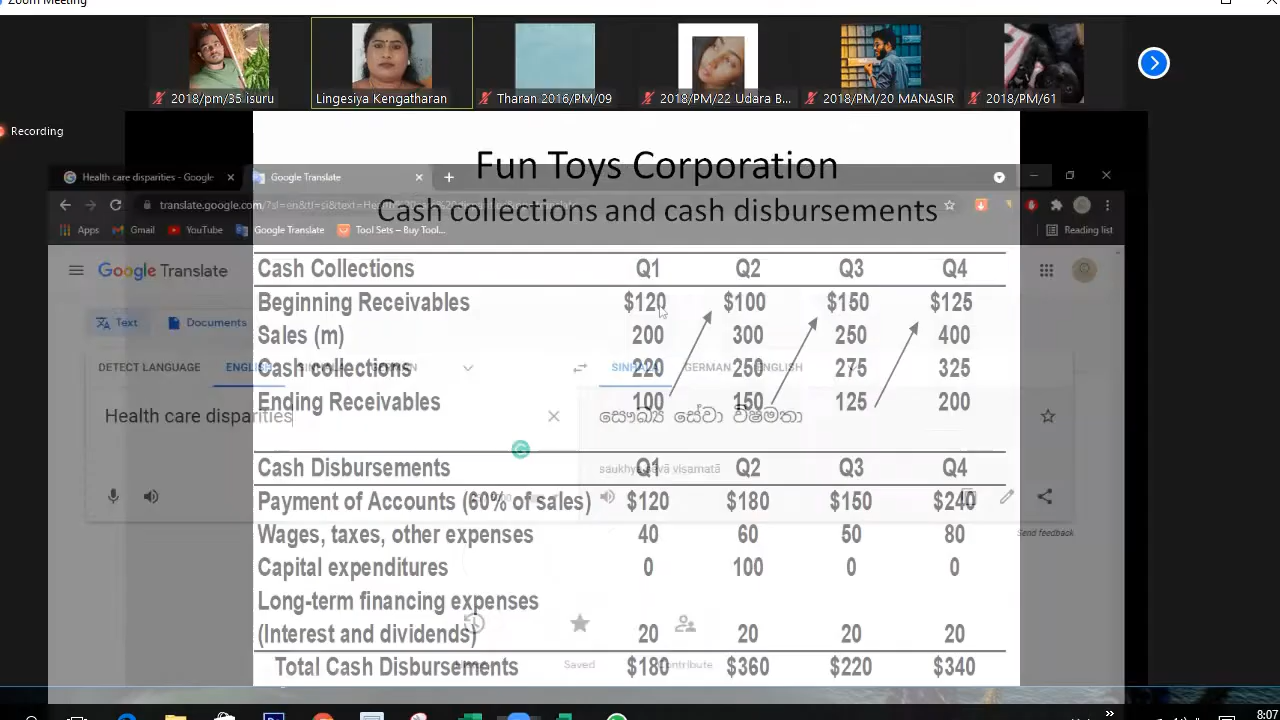 Zoom Meeting
2018/pm/35 isuru
Lingesiya Kengatharan
Tharan 2016/PM/09
2018/PM/22 Udara B...
2018/PM/20 MANASIR
2018/PM/61
Recording
Fun Toys Corporation
Health care disparities - Google
Google Translate
Cash collections and cash disbursements
Apps Gmail YouTube Google Translate Tool Sets – Buy Tool... Reading list
Google Translate
Cash Collections Q1 Q2 Q3 Q4
Beginning Receivables $120 $100 $150 $125
Text Documents
Sales (m) 200 300 250 400
DETECT LANGUAGE ENGLISH GERMAN
GERMAN ENGLISH
Cash collections 220 250 275 325
Ending Receivables 100 150 125 200
Health care disparities
සෞඛ්‍ය සේවා විෂමතා
saukhya sēvā viṣamatā
Cash Disbursements Q1 Q2 Q3 Q4
Payment of Accounts (60% of sales) $120 $180 $150 $240
Wages, taxes, other expenses 40 60 50 80
Send feedback
Capital expenditures 0 100 0 0
Long-term financing expenses
(Interest and dividends) 20 20 20 20
Saved
Contribute
Total Cash Disbursements $180 $360 $220 $340
8:07